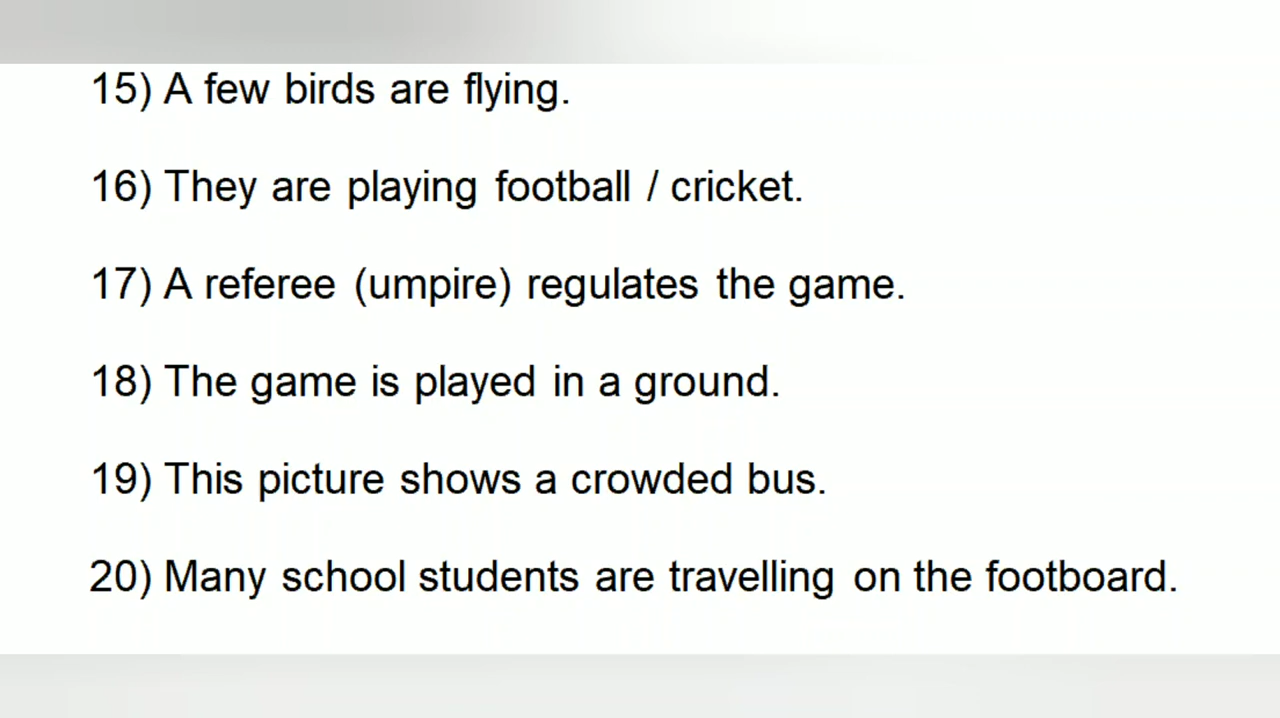 15) A few birds are flying.
16) They are playing football / cricket.
17) A referee (umpire) regulates the game.
18) The game is played in a ground.
19) This picture shows a crowded bus.
20) Many school students are travelling on the footboard.